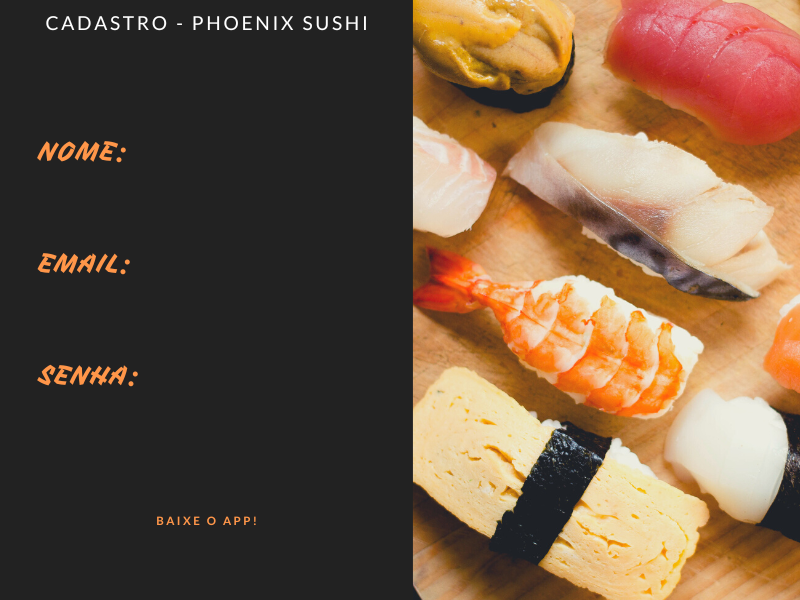 CADASTRO - PHOENIX SUSHI
NOME:
EMAIL:
SENHA:
BAIXE O APP!